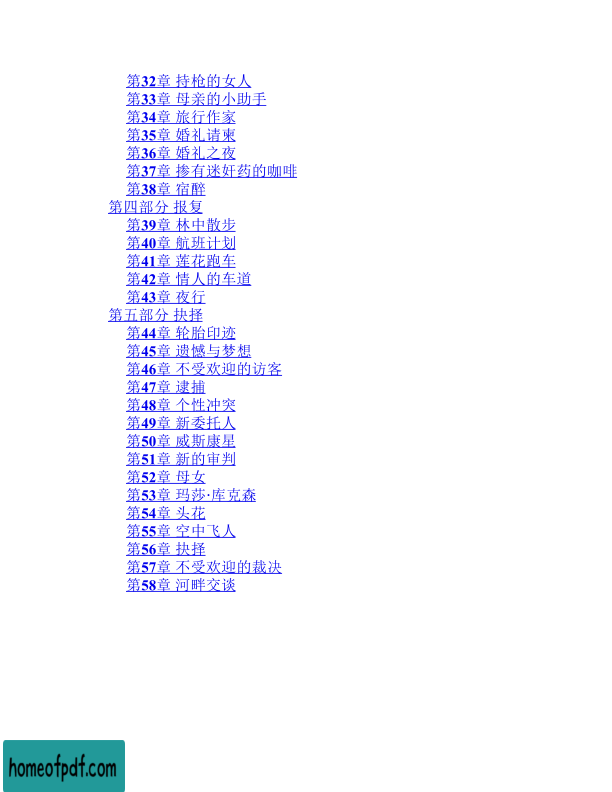 第32章 持枪的女人
第33章 母亲的小助手
第34章 旅行作家
第35章 婚礼请柬
第36章 婚礼之夜
第37章 掺有迷奸药的咖啡
第38章 宿醉
第四部分 报复
第39章 林中散步
第40章 航班计划
第41章 莲花跑车
第42章 情人的车道
第43章 夜行
第五部分 抉择
第44章 轮胎印迹
第45章 遗憾与梦想
第46章 不受欢迎的访客
第47章 逮捕
第48章 个性冲突
第49章 新委托人
第50章 威斯康星
第51章 新的审判
第52章 母女
第53章 玛莎·库克森
第54章 头花
第55章 空中飞人
第56章 抉择
第57章 不受欢迎的裁决
第58章 河畔交谈
homeofpdf.com